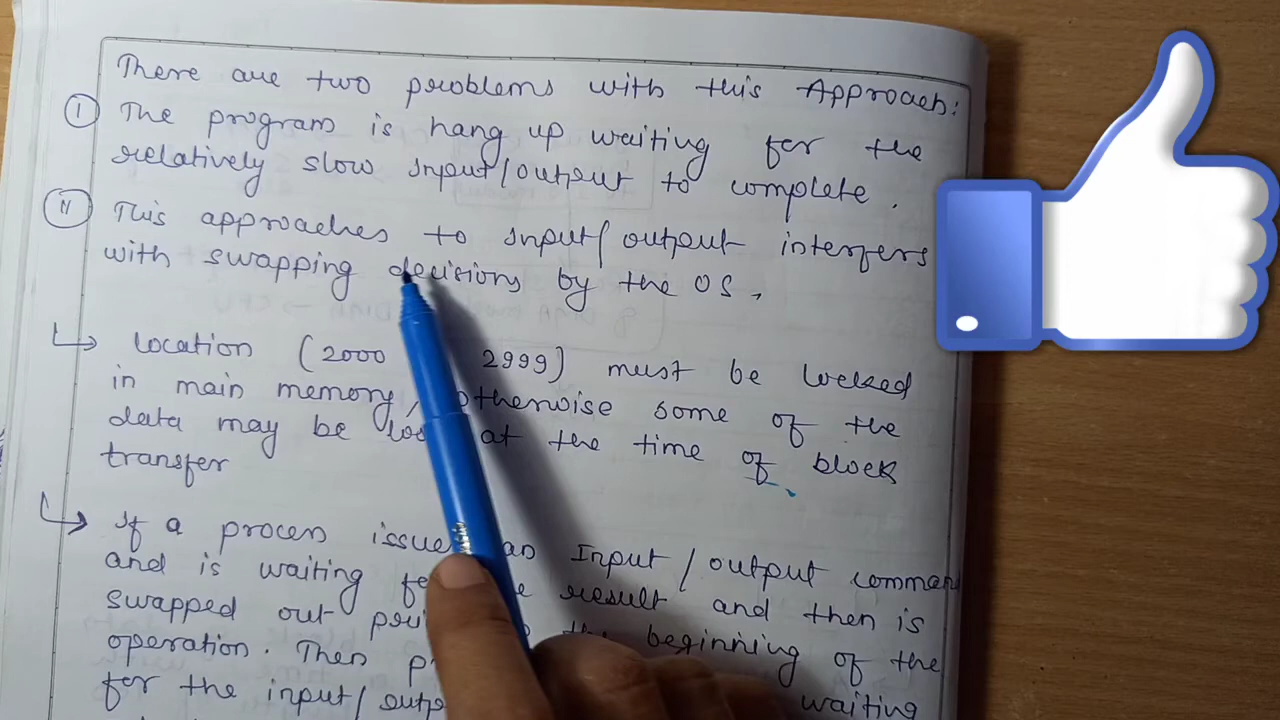 There are two problems with this Approach:
I The program is hang up waiting for the
relatively slow input/output to complete.
II This approaches to input/output interfers
with swapping decisions by the OS.
↳ location (2000 2999) must be locked
in main memory, otherwise some of the
data may be at the time of block
transfer
↳ If a process issue an Input/output comman
and is waiting result and then is
swapped out the beginning of the
operation. Then
for the input/outp waiting